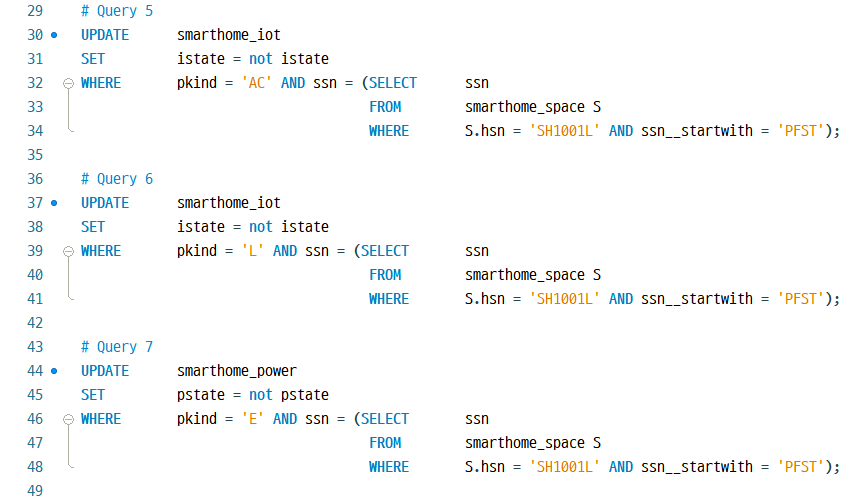 29 # Query 5
30 UPDATE smarthome_iot
31 SET istate = not istate
32 WHERE pkind = 'AC' AND ssn = (SELECT ssn
33 FROM smarthome_space S
34 WHERE S.hsn = 'SH1001L' AND ssn__startwith = 'PFST');
35
36 # Query 6
37 UPDATE smarthome_iot
38 SET istate = not istate
39 WHERE pkind = 'L' AND ssn = (SELECT ssn
40 FROM smarthome_space S
41 WHERE S.hsn = 'SH1001L' AND ssn__startwith = 'PFST');
42
43 # Query 7
44 UPDATE smarthome_power
45 SET pstate = not pstate
46 WHERE pkind = 'E' AND ssn = (SELECT ssn
47 FROM smarthome_space S
48 WHERE S.hsn = 'SH1001L' AND ssn__startwith = 'PFST');
49